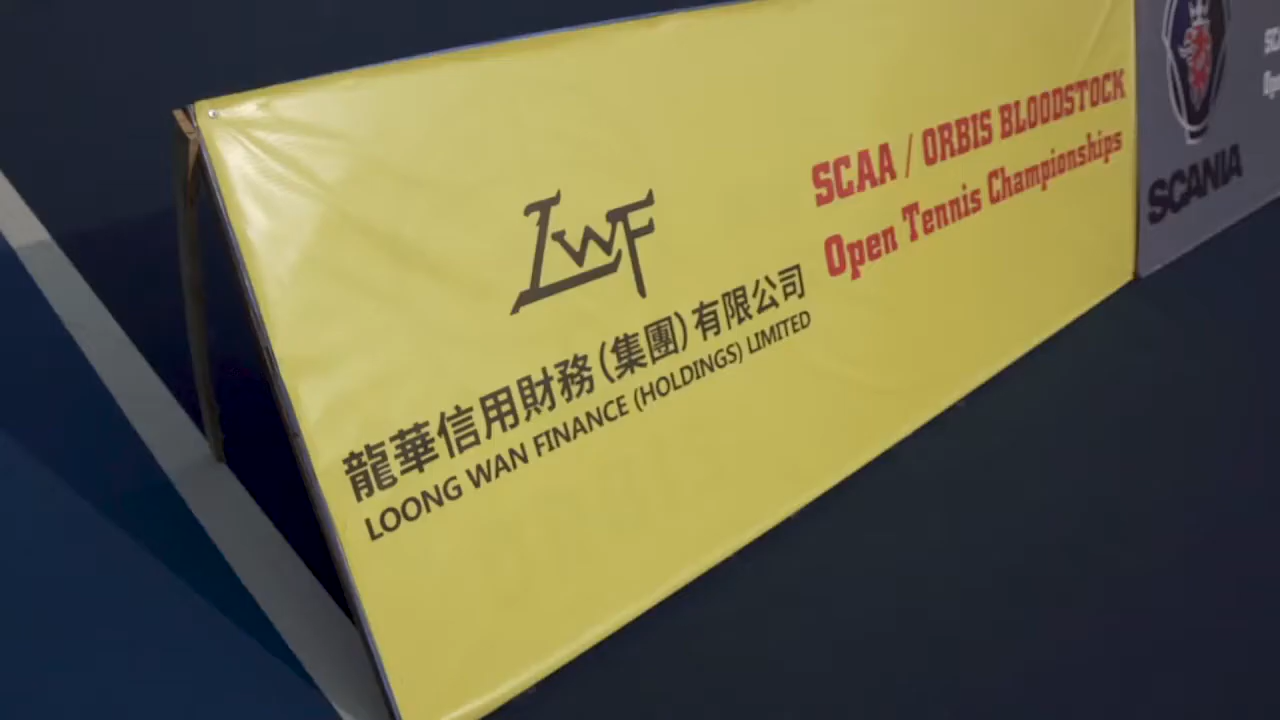 LWF
龍華信用財務(集團)有限公司
LOONG WAN FINANCE (HOLDINGS) LIMITED
SCAA / ORBIS BLOODSTOCK
Open Tennis Championships
SCANIA